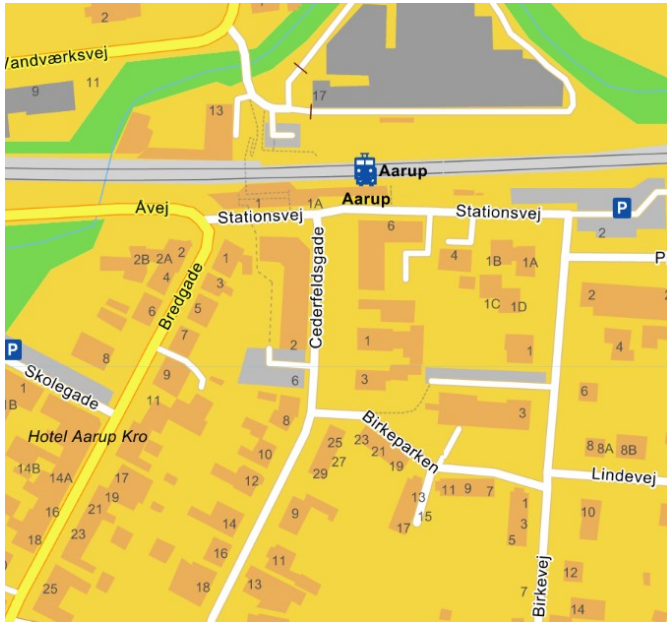 2
Vandværksvej
9
11
13
17
Aarup
Aarup
1
1A
Åvej
Stationsvej
6
Stationsvej
P
2
2B
2A
2
4
1
3
Bredgade
6
5
7
8
P
Cederfeldsgade
2
6
4
1B
1A
1C
1D
1
P
2
2
4
1
3
6
9
Skolegade
1
1B
11
Hotel Aarup Kro
8
25
23
21
27
19
29
Birkeparken
3
8
8A
8B
14B
14A
17
19
10
12
16
21
18
23
14
16
9
13
15
17
11
9
7
Lindevej
1
3
5
10
25
18
11
13
7
Birkevej
12
14